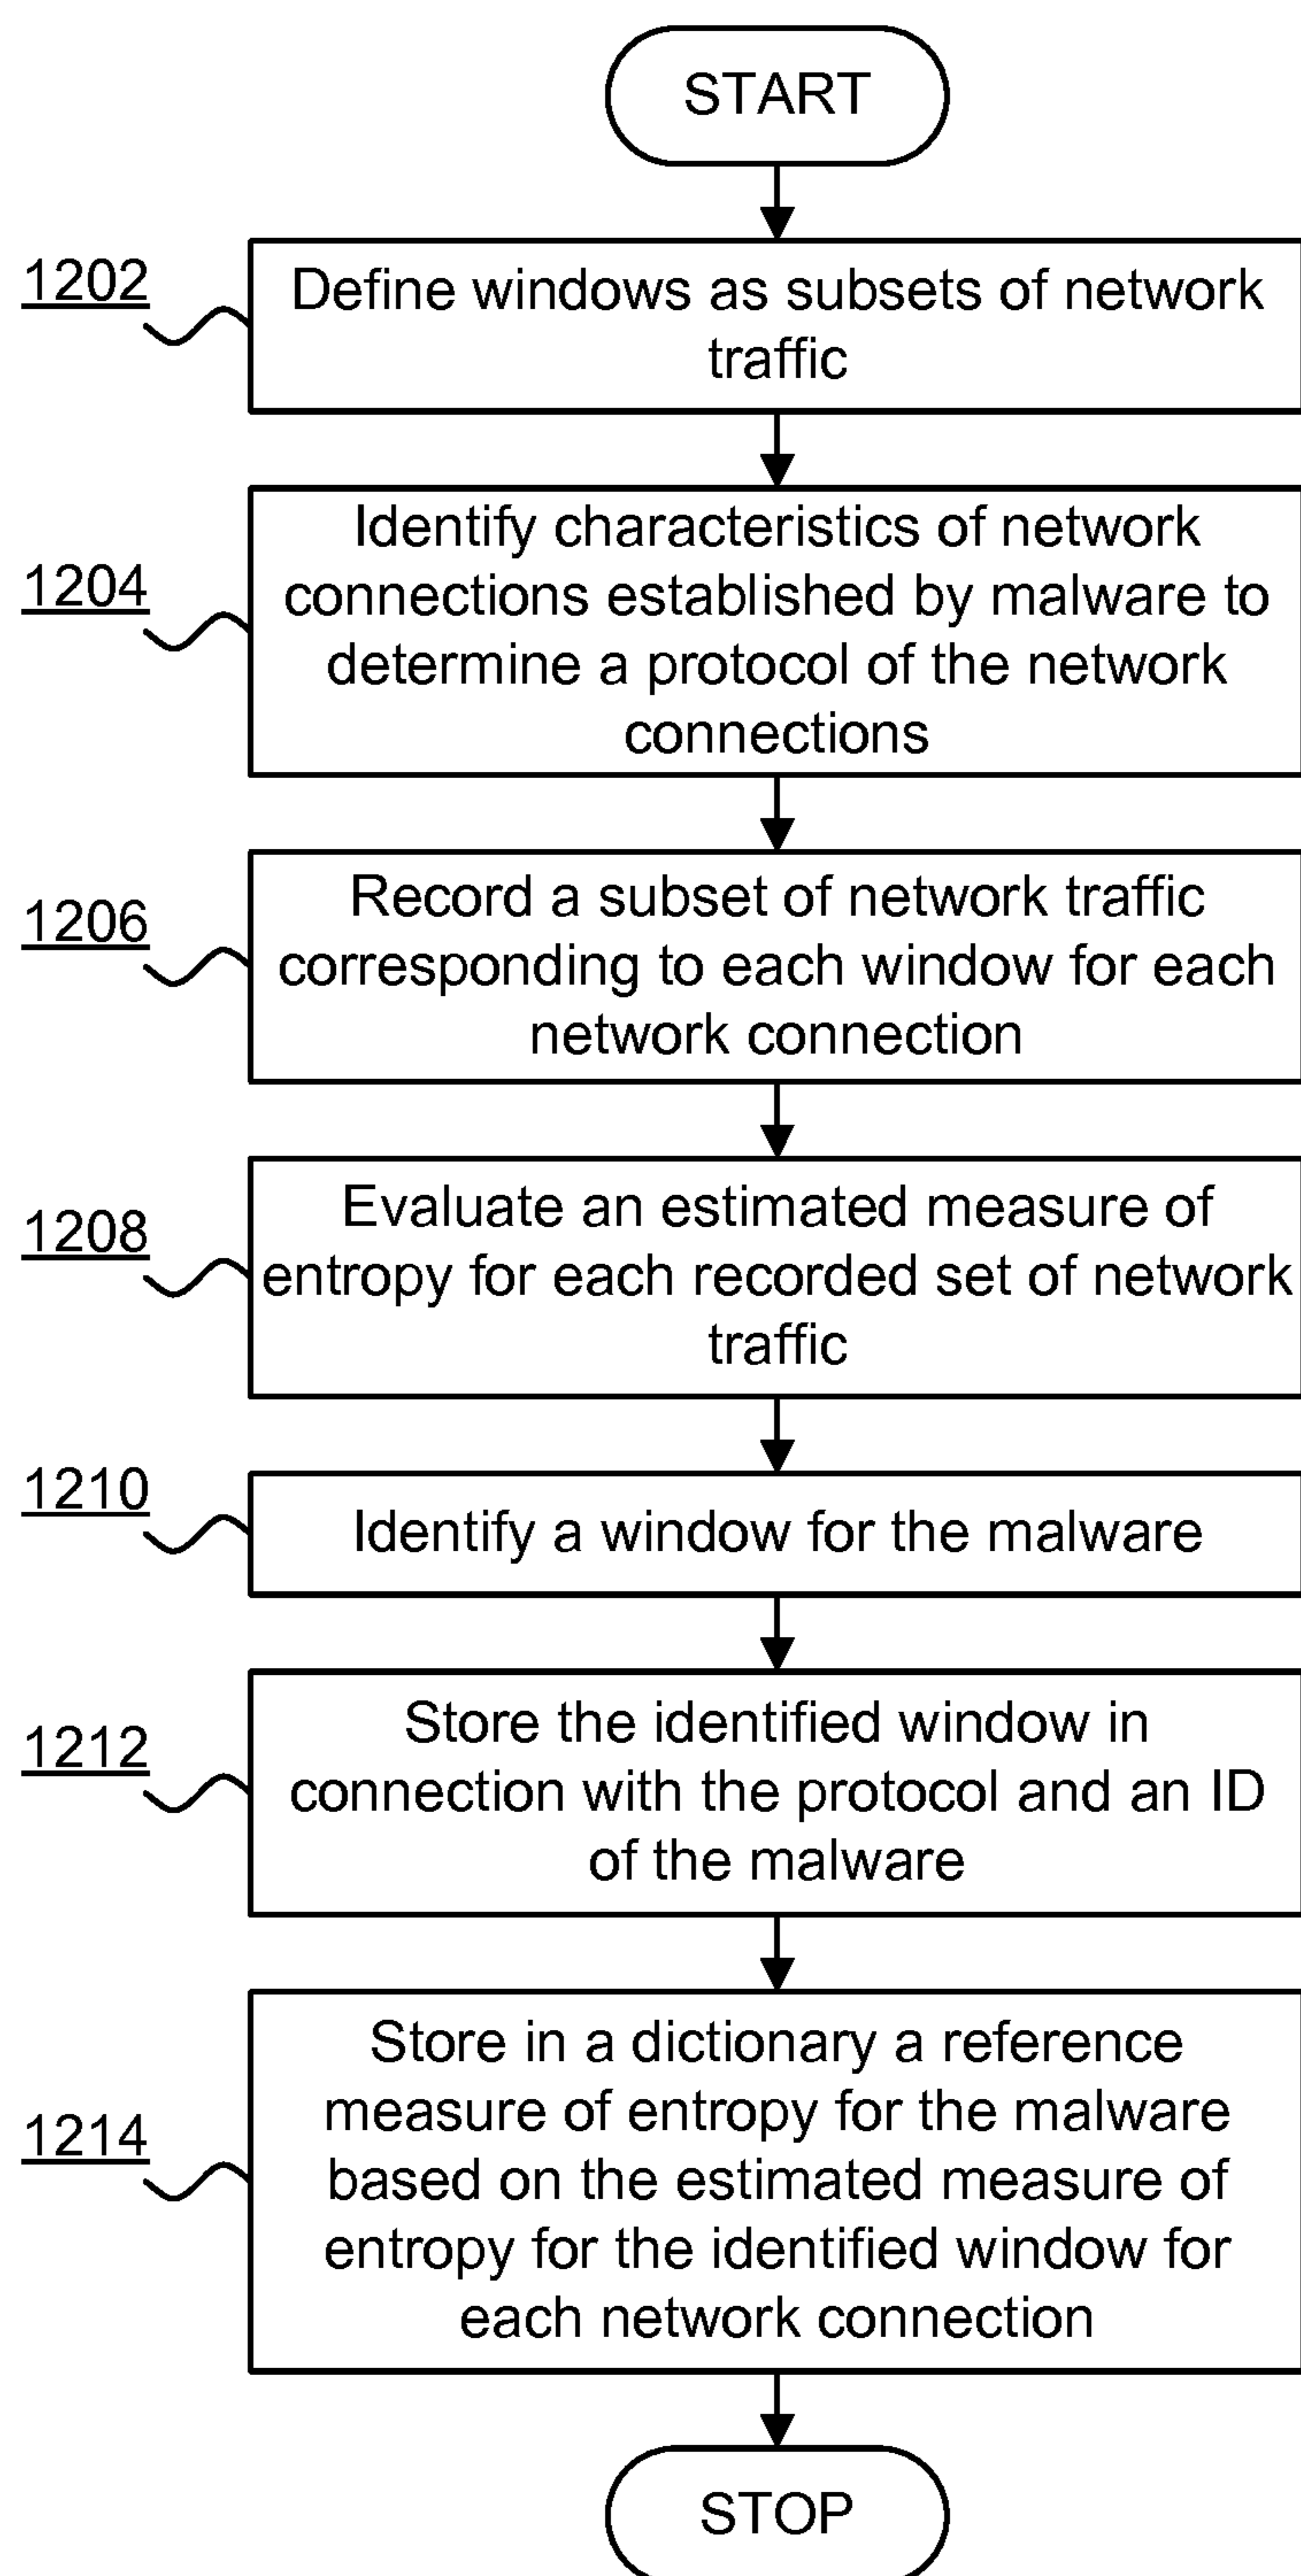 START
1202
Define windows as subsets of network
traffic
1204
Identify characteristics of network
connections established by malware to
determine a protocol of the network
connections
1206
Record a subset of network traffic
corresponding to each window for each
network connection
1208
Evaluate an estimated measure of
entropy for each recorded set of network
traffic
1210
Identify a window for the malware
1212
Store the identified window in
connection with the protocol and an ID
of the malware
1214
Store in a dictionary a reference
measure of entropy for the malware
based on the estimated measure of
entropy for the identified window for
each network connection
STOP